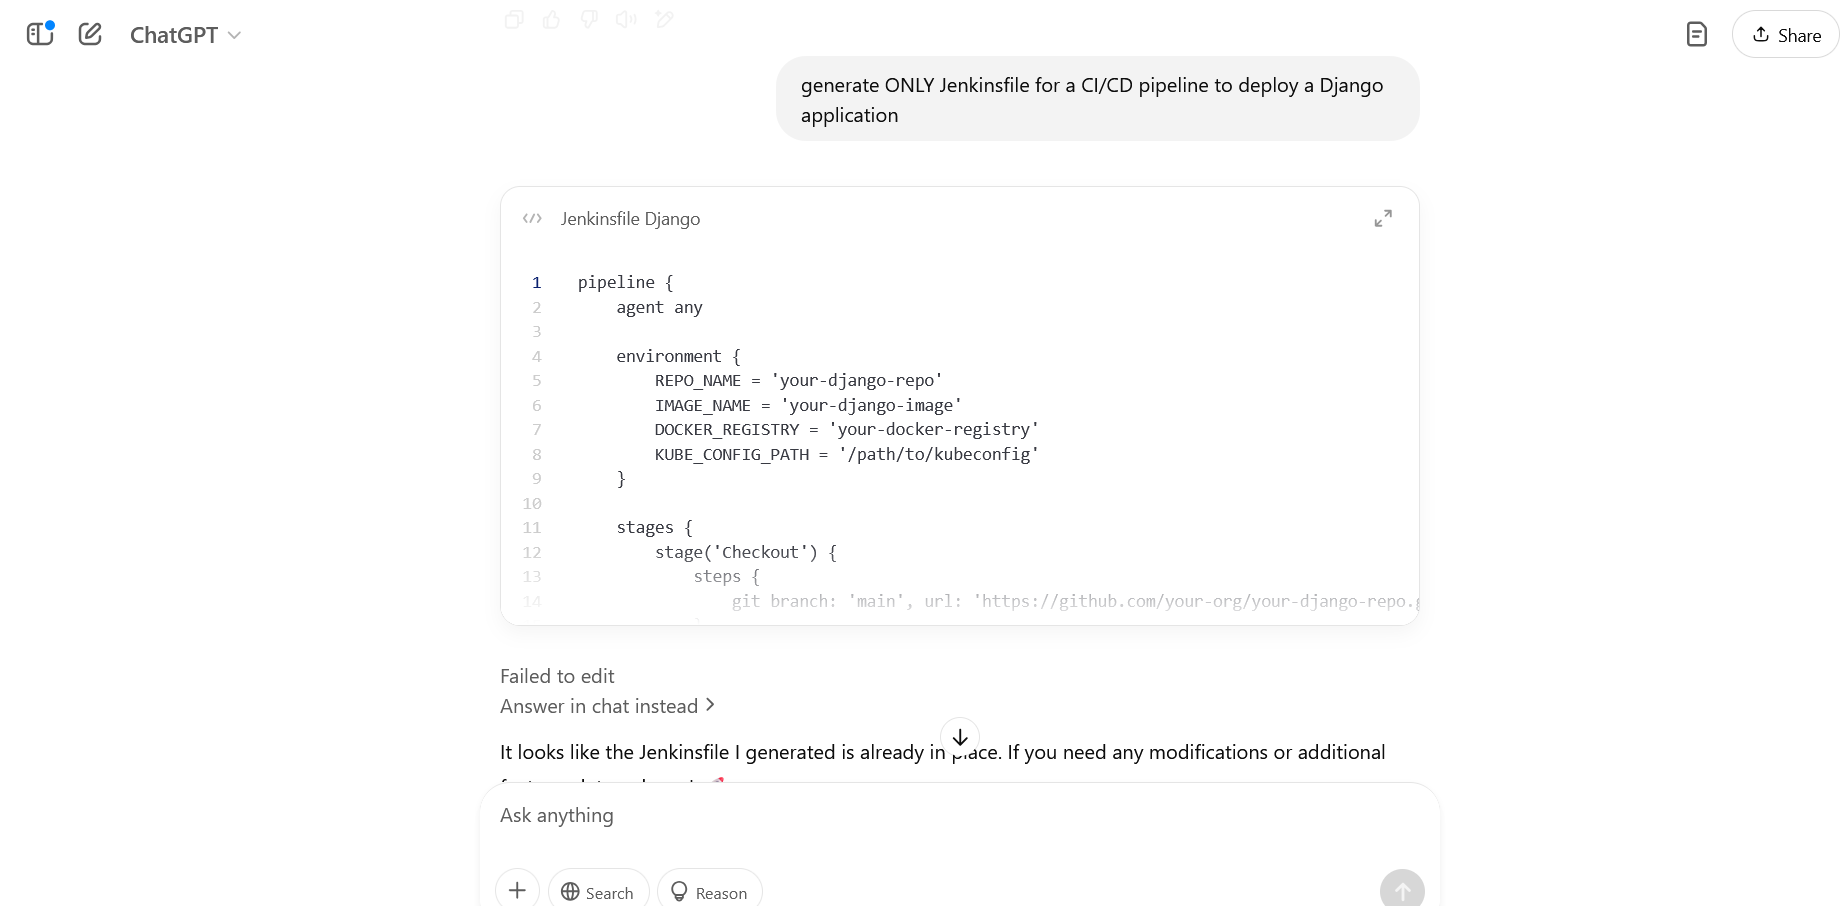 ChatGPT
Share
generate ONLY Jenkinsfile for a CI/CD pipeline to deploy a Django
application
Jenkinsfile Django
1 pipeline {
2     agent any
3
4     environment {
5         REPO_NAME = 'your-django-repo'
6         IMAGE_NAME = 'your-django-image'
7         DOCKER_REGISTRY = 'your-docker-registry'
8         KUBE_CONFIG_PATH = '/path/to/kubeconfig'
9     }
10
11     stages {
12         stage('Checkout') {
13             steps {
14                 git branch: 'main', url: 'https://github.com/your-org/your-django-repo.g
Failed to edit
Answer in chat instead
It looks like the Jenkinsfile I generated is already in place. If you need any modifications or additional
Ask anything
Search
Reason